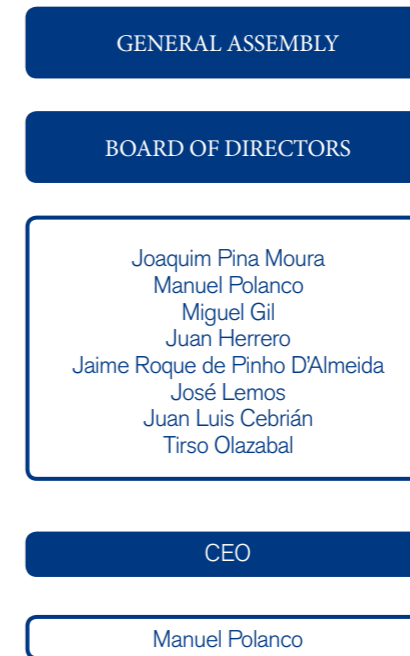 GENERAL ASSEMBLY
BOARD OF DIRECTORS
Joaquim Pina Moura
Manuel Polanco
Miguel Gil
Juan Herrero
Jaime Roque de Pinho D'Almeida
José Lemos
Juan Luis Cebrián
Tirso Olazabal
CEO
Manuel Polanco